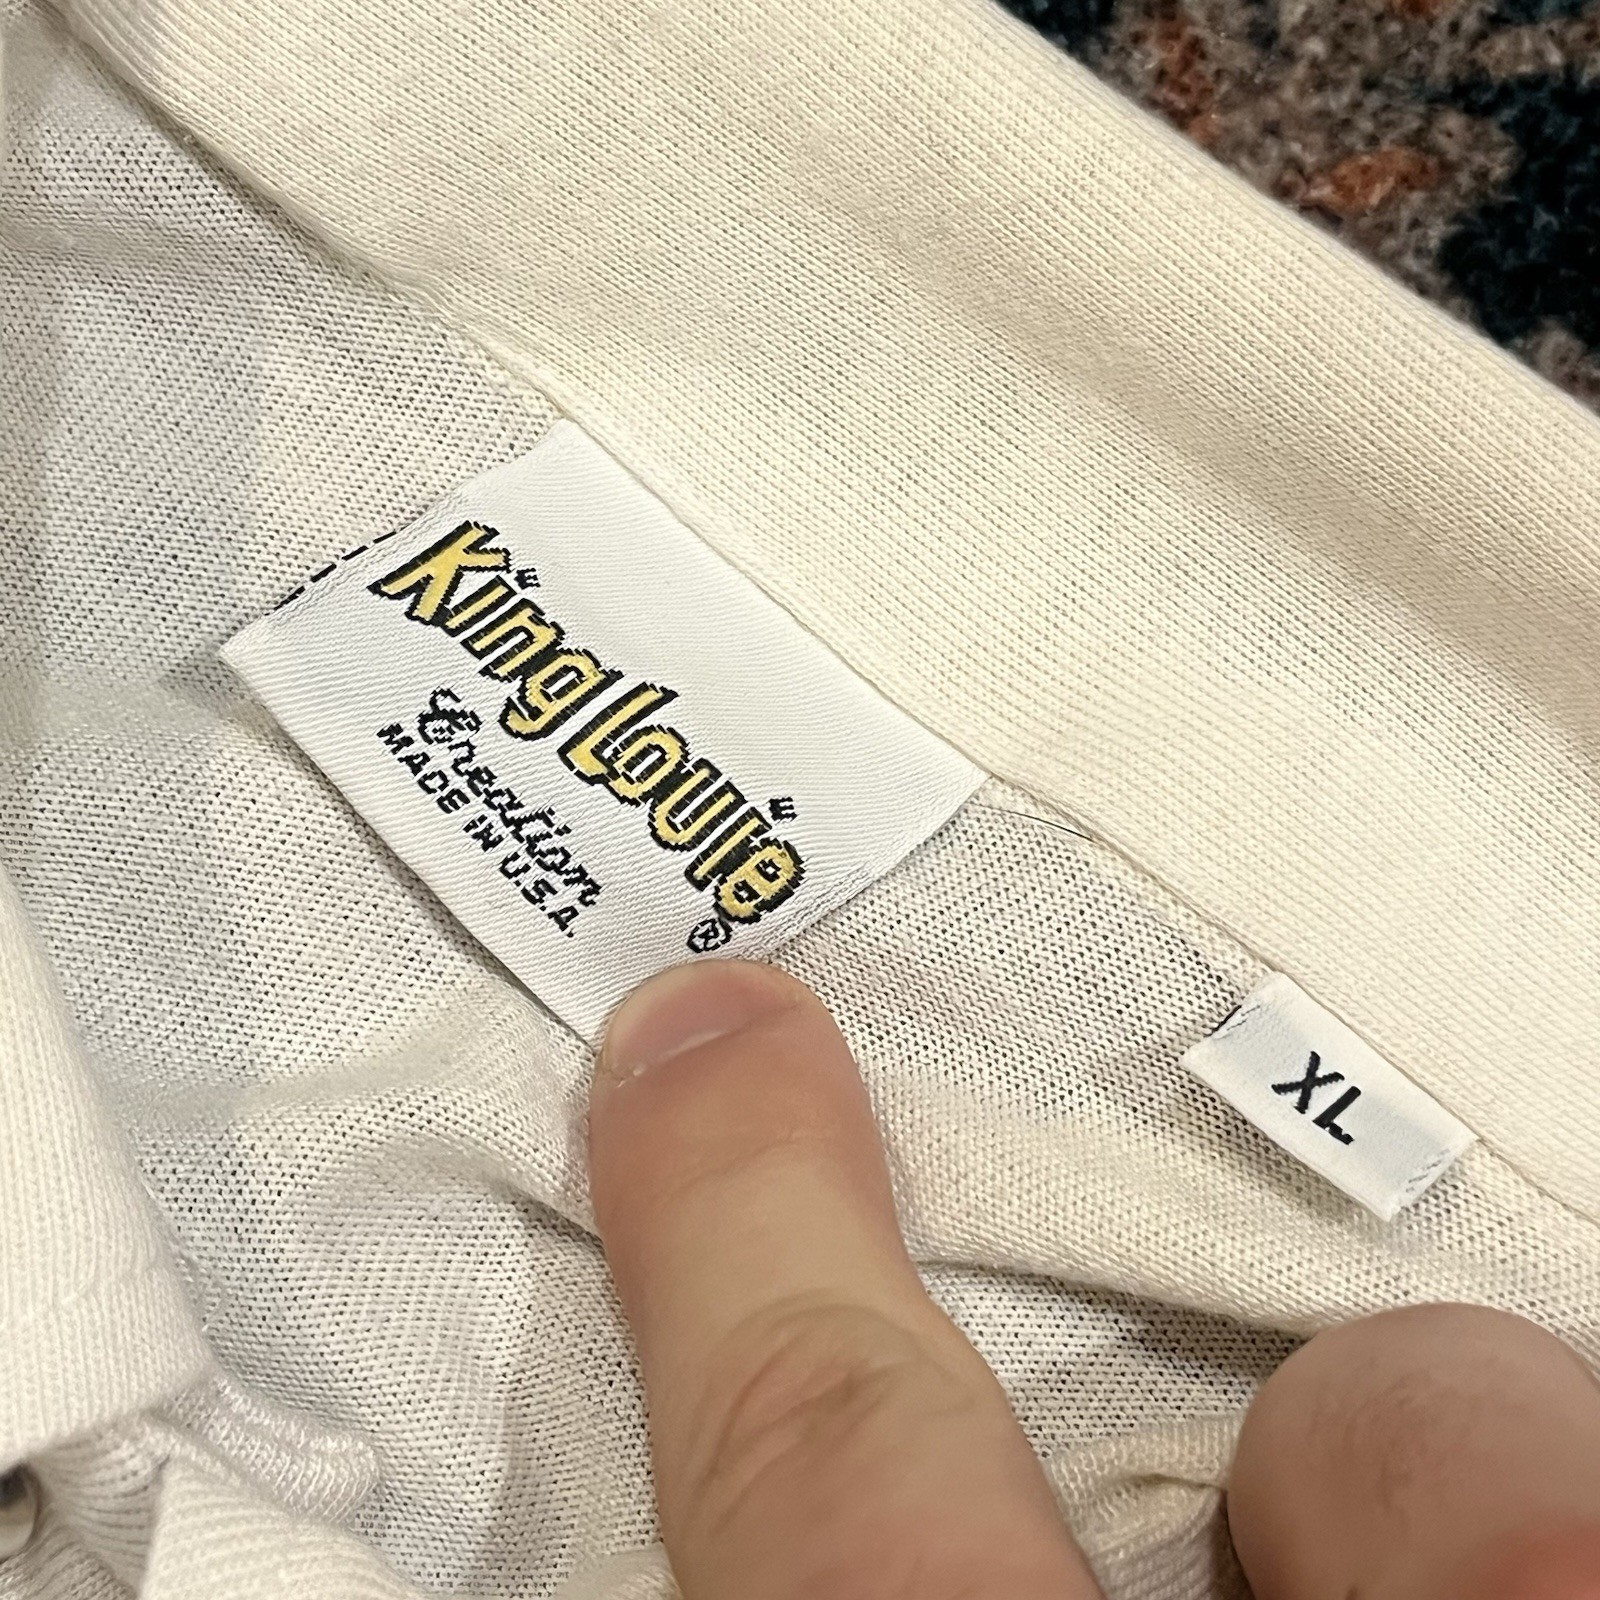 King Louie
Creation
MADE IN U.S.A.
®
XL